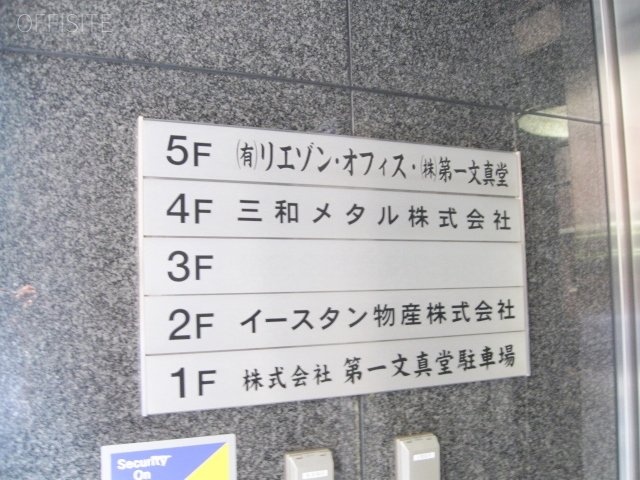 OFFISITE
5F ㈲リエゾン・オフィス・㈱第一文真堂
4F 三和メタル株式会社
3F
2F イースタン物産株式会社
1F 株式会社 第一文真堂駐車場
Security
On